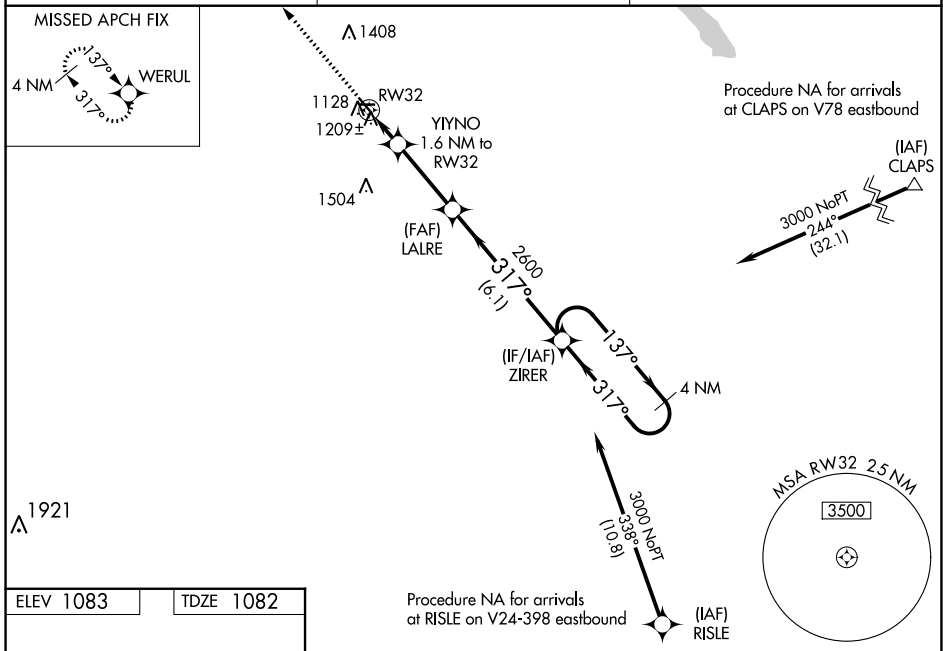 MISSED APCH FIX
137°
4 NM
WERUL
317°
1408
1128
RW32
1209±
YIYNO
1.6 NM to
RW32
1504
(FAF)
LALRE
Procedure NA for arrivals
at CLAPS on V78 eastbound
(IAF)
CLAPS
3000 NoPT
244°
(32.1)
2600
317°
(6.1)
(IF/IAF)
ZIRER
137°
317°
4 NM
1921
3000 NoPT
338°
(10.8)
MSA RW32 25 NM
3500
ELEV 1083
TDZE 1082
Procedure NA for arrivals
at RISLE on V24-398 eastbound
(IAF)
RISLE